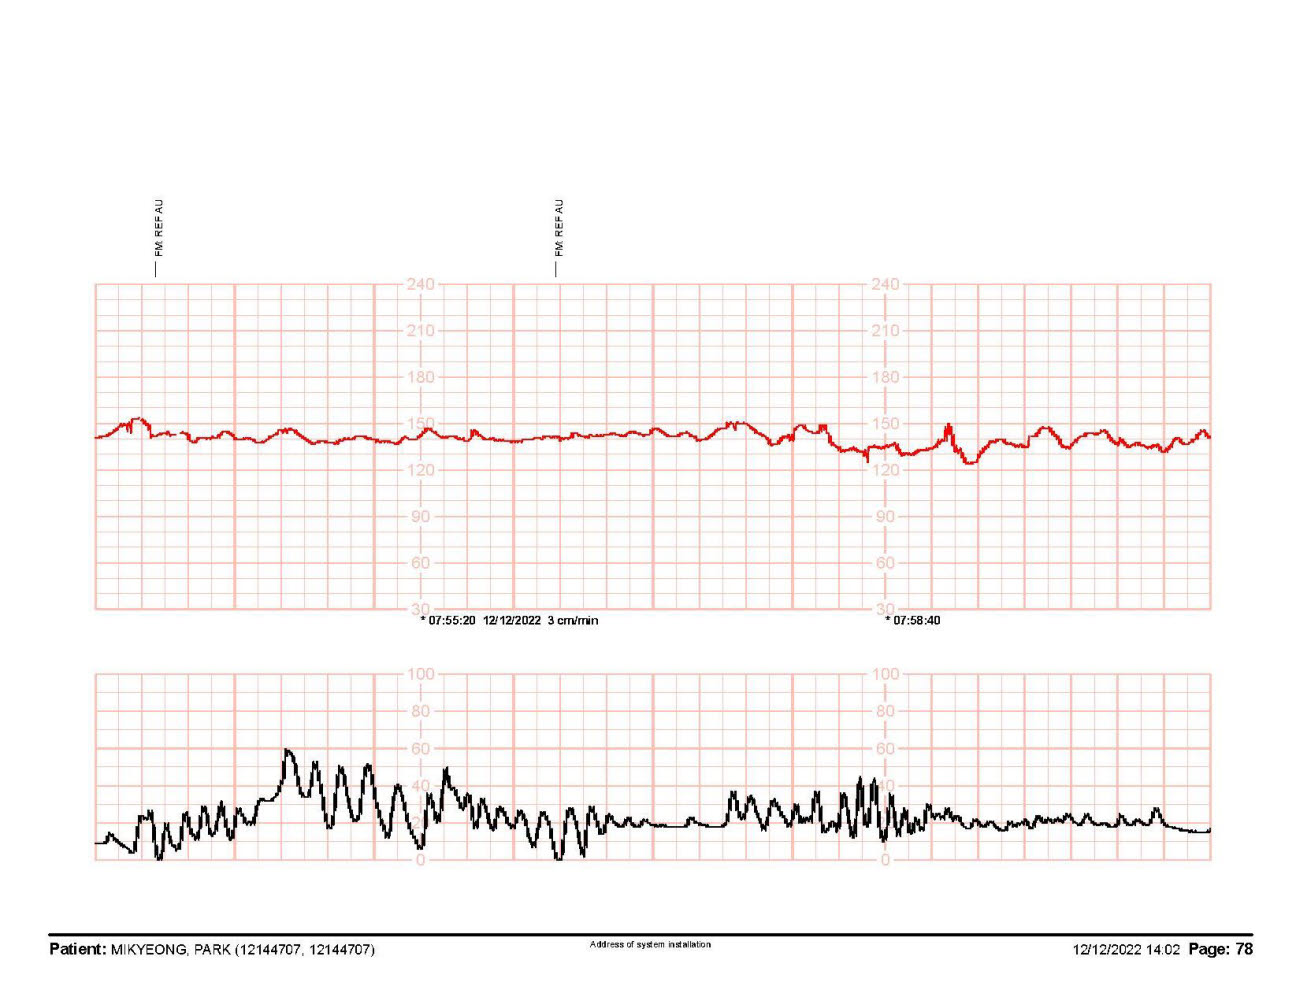 FM: REF AU
FM: REF AU
240 240
210 210
180 180
150 150
120 120
90 90
60 60
30 30
* 07:55:20 12/12/2022 3 cm/min * 07:58:40
100 100
80 80
60 60
40 40
20 20
0 0
Address of system installation
Patient: MIKYEONG, PARK (12144707, 12144707) 12/12/2022 14:02 Page: 78